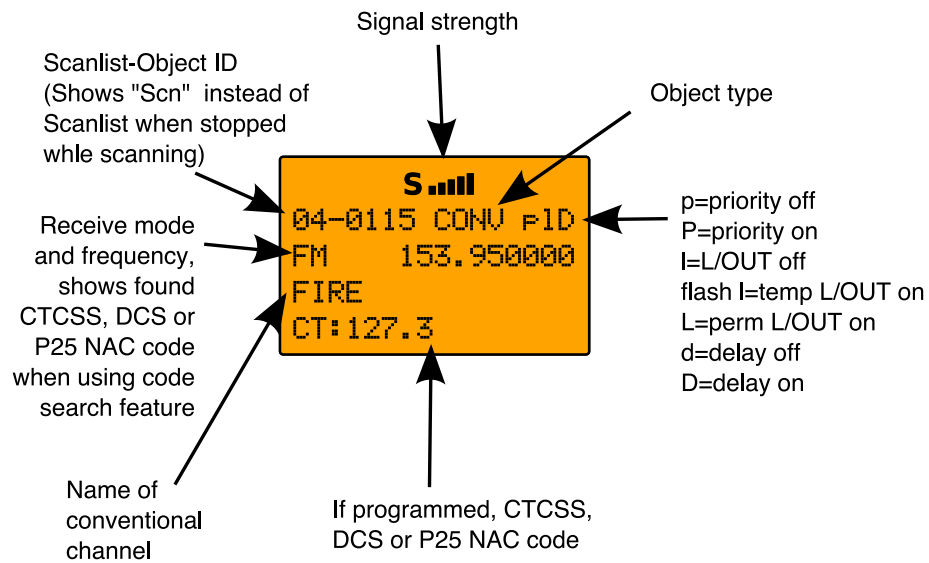 Signal strength
Scanlist-Object ID
(Shows "Scn" instead of
Scanlist when stopped
whle scanning)
Object type
S
04-0115 CONV plD
FM 153.950000
FIRE
CT:127.3
Receive mode
and frequency,
shows found
CTCSS, DCS or
P25 NAC code
when using code
search feature
p=priority off
P=priority on
l=L/OUT off
flash l=temp L/OUT on
L=perm L/OUT on
d=delay off
D=delay on
Name of
conventional
channel
If programmed, CTCSS,
DCS or P25 NAC code